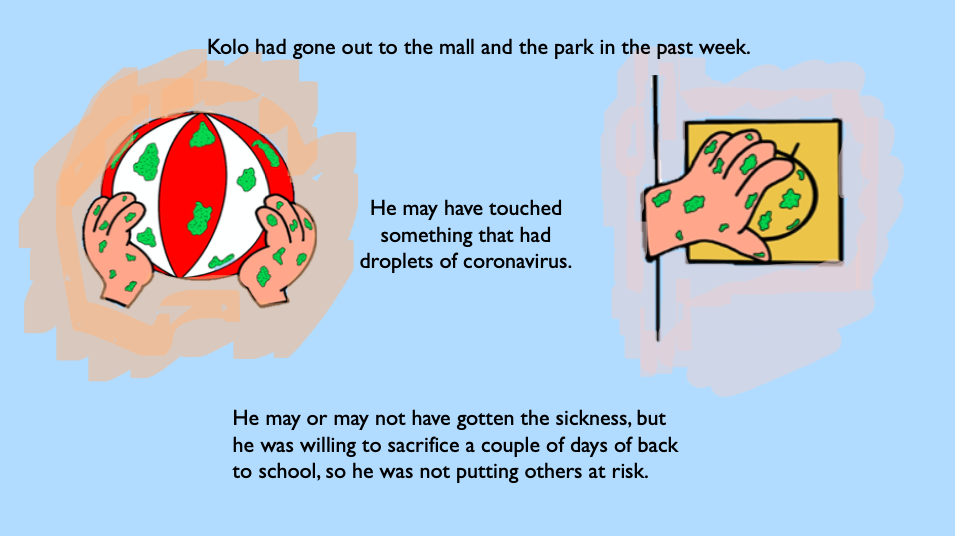 Kolo had gone out to the mall and the park in the past week.
He may have touched
something that had
droplets of coronavirus.
He may or may not have gotten the sickness, but
he was willing to sacrifice a couple of days of back
to school, so he was not putting others at risk.